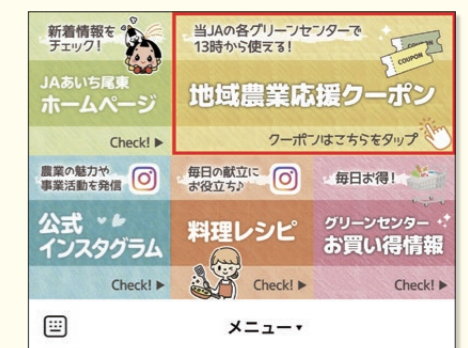 新着情報を
チェック!
JAあいち尾東
ホームページ
Check! ▶
当JAの各グリーンセンターで
13時から使える!
COUPON
COUPON
地域農業応援クーポン
クーポンはこちらをタップ
農業の魅力や
事業活動を発信
公式
インスタグラム
Check! ▶
毎日の献立に
お役立ち♪
料理レシピ
Check! ▶
毎日お得!
グリーンセンター
お買い得情報
Check! ▶
メニュー▾